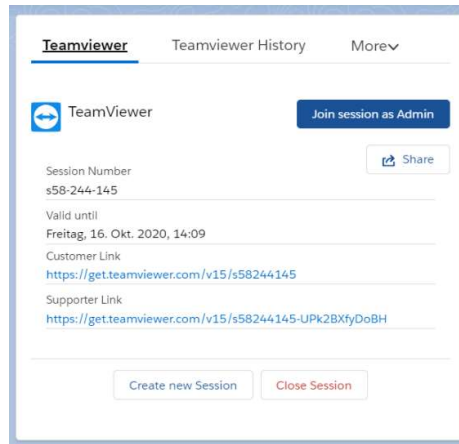 Teamviewer Teamviewer History More
TeamViewer
Join session as Admin
Share
Session Number
s58-244-145
Valid until
Freitag, 16. Okt. 2020, 14:09
Customer Link
https://get.teamviewer.com/v15/s58244145
Supporter Link
https://get.teamviewer.com/v15/s58244145-UPk2BXfyDoBH
Create new Session Close Session